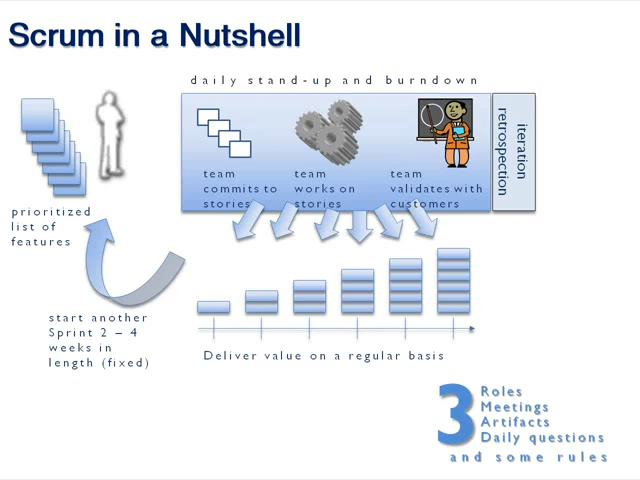 Scrum in a Nutshell
daily stand-up and burndown
team
commits to
stories
team
works on
stories
team
validates with
customers
iteration
retrospection
prioritized
list of
features
start another
Sprint 2 – 4
weeks in
length (fixed)
Deliver value on a regular basis
3
Roles
Meetings
Artifacts
Daily questions
and some rules